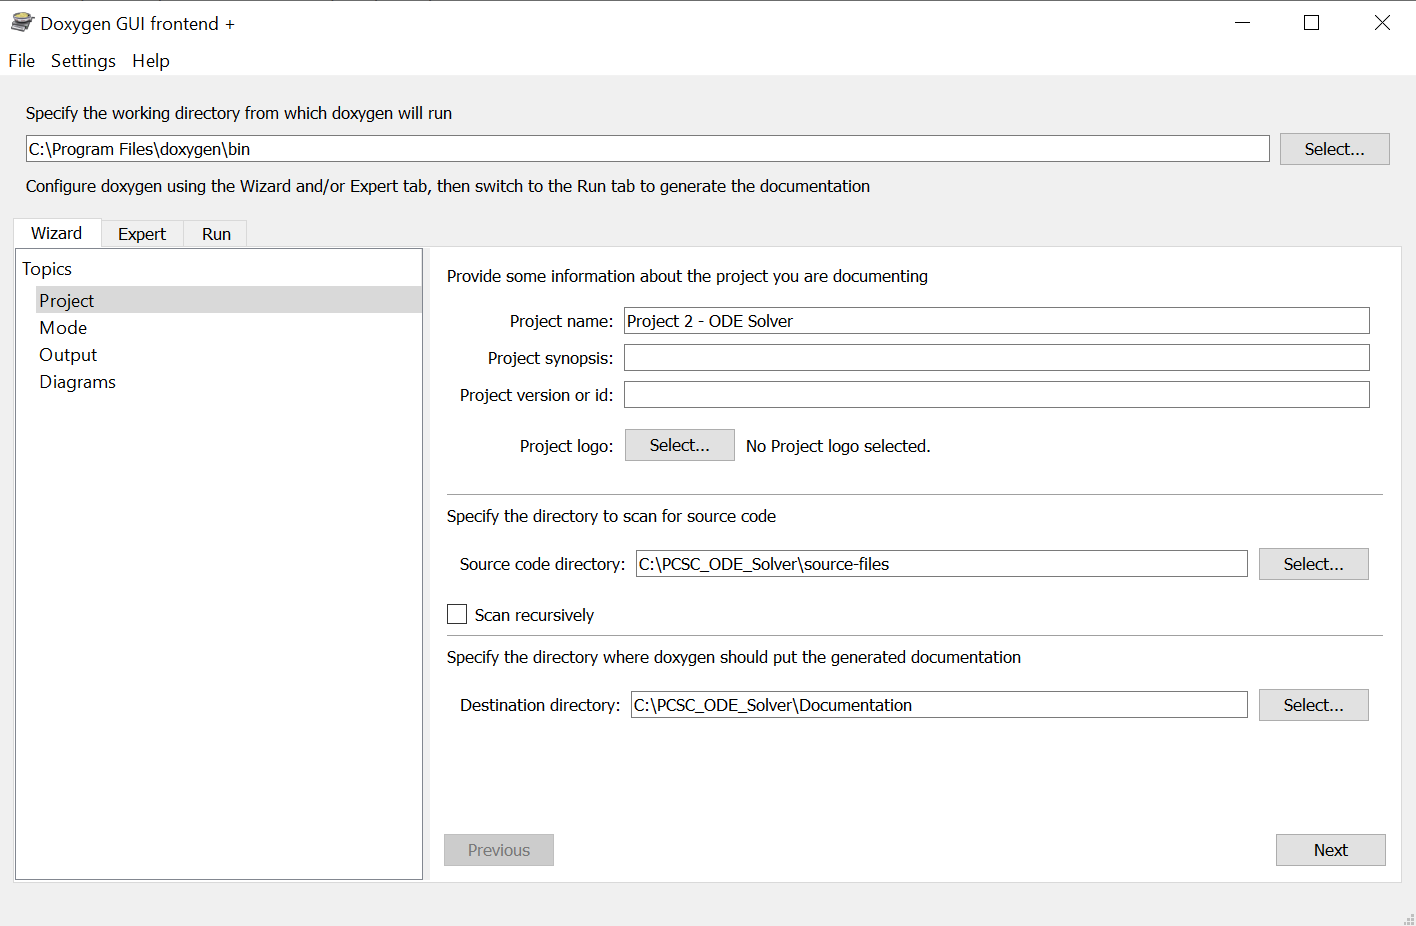 Doxygen GUI frontend +
File Settings Help
Specify the working directory from which doxygen will run
C:\Program Files\doxygen\bin Select...
Configure doxygen using the Wizard and/or Expert tab, then switch to the Run tab to generate the documentation
Wizard Expert Run
Topics
Project
Mode
Output
Diagrams
Provide some information about the project you are documenting
Project name: Project 2 - ODE Solver
Project synopsis:
Project version or id:
Project logo: Select... No Project logo selected.
Specify the directory to scan for source code
Source code directory: C:\PCSC_ODE_Solver\source-files Select...
Scan recursively
Specify the directory where doxygen should put the generated documentation
Destination directory: C:\PCSC_ODE_Solver\Documentation Select...
Previous Next